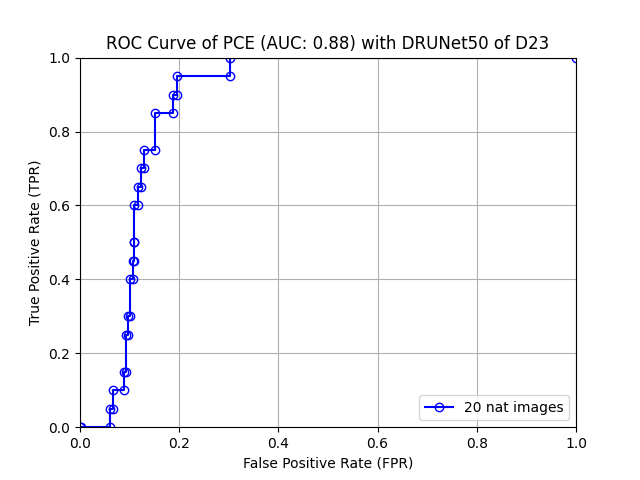 ROC Curve of PCE (AUC: 0.88) with DRUNet50 of D23
True Positive Rate (TPR)
1.0
0.8
0.6
0.4
0.2
0.0
20 nat images
0.0 0.2 0.4 0.6 0.8 1.0
False Positive Rate (FPR)